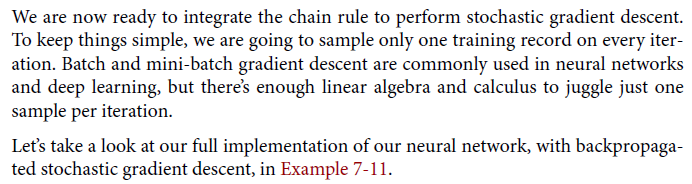 We are now ready to integrate the chain rule to perform stochastic gradient descent.
To keep things simple, we are going to sample only one training record on every iter-
ation. Batch and mini-batch gradient descent are commonly used in neural networks
and deep learning, but there’s enough linear algebra and calculus to juggle just one
sample per iteration.
Let’s take a look at our full implementation of our neural network, with backpropaga-
ted stochastic gradient descent, in Example 7-11.